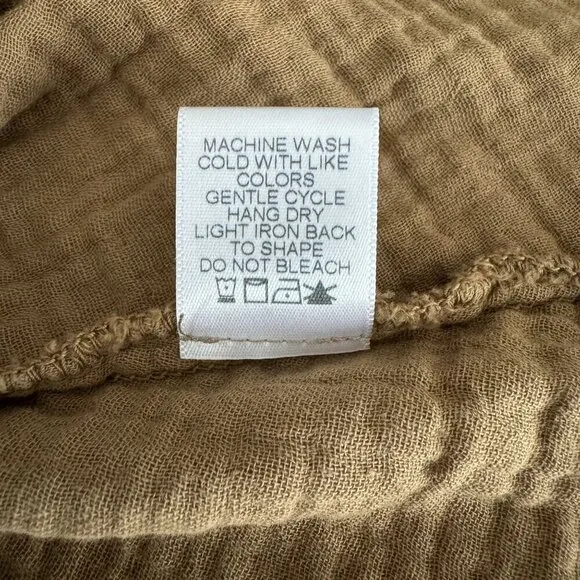 MACHINE WASH
COLD WITH LIKE
COLORS
GENTLE CYCLE
HANG DRY
LIGHT IRON BACK
TO SHAPE
DO NOT BLEACH